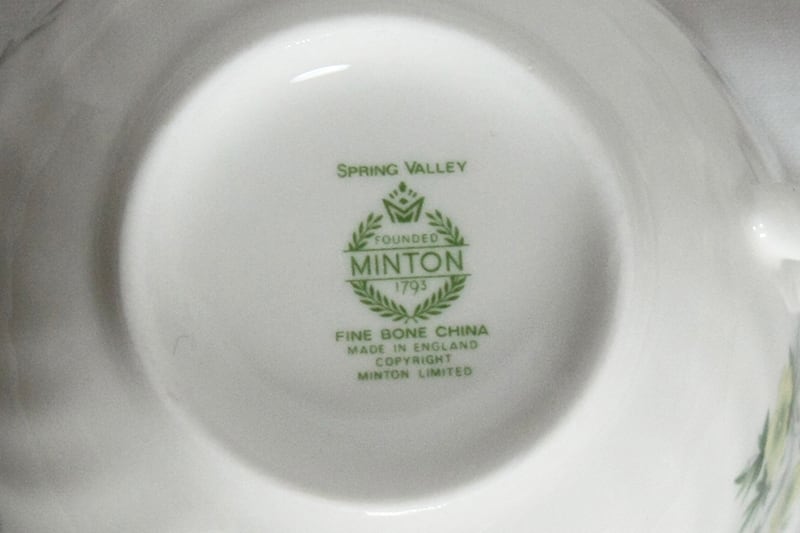 SPRING VALLEY
FOUNDED
MINTON
1793
FINE BONE CHINA
MADE IN ENGLAND
COPYRIGHT
MINTON LIMITED